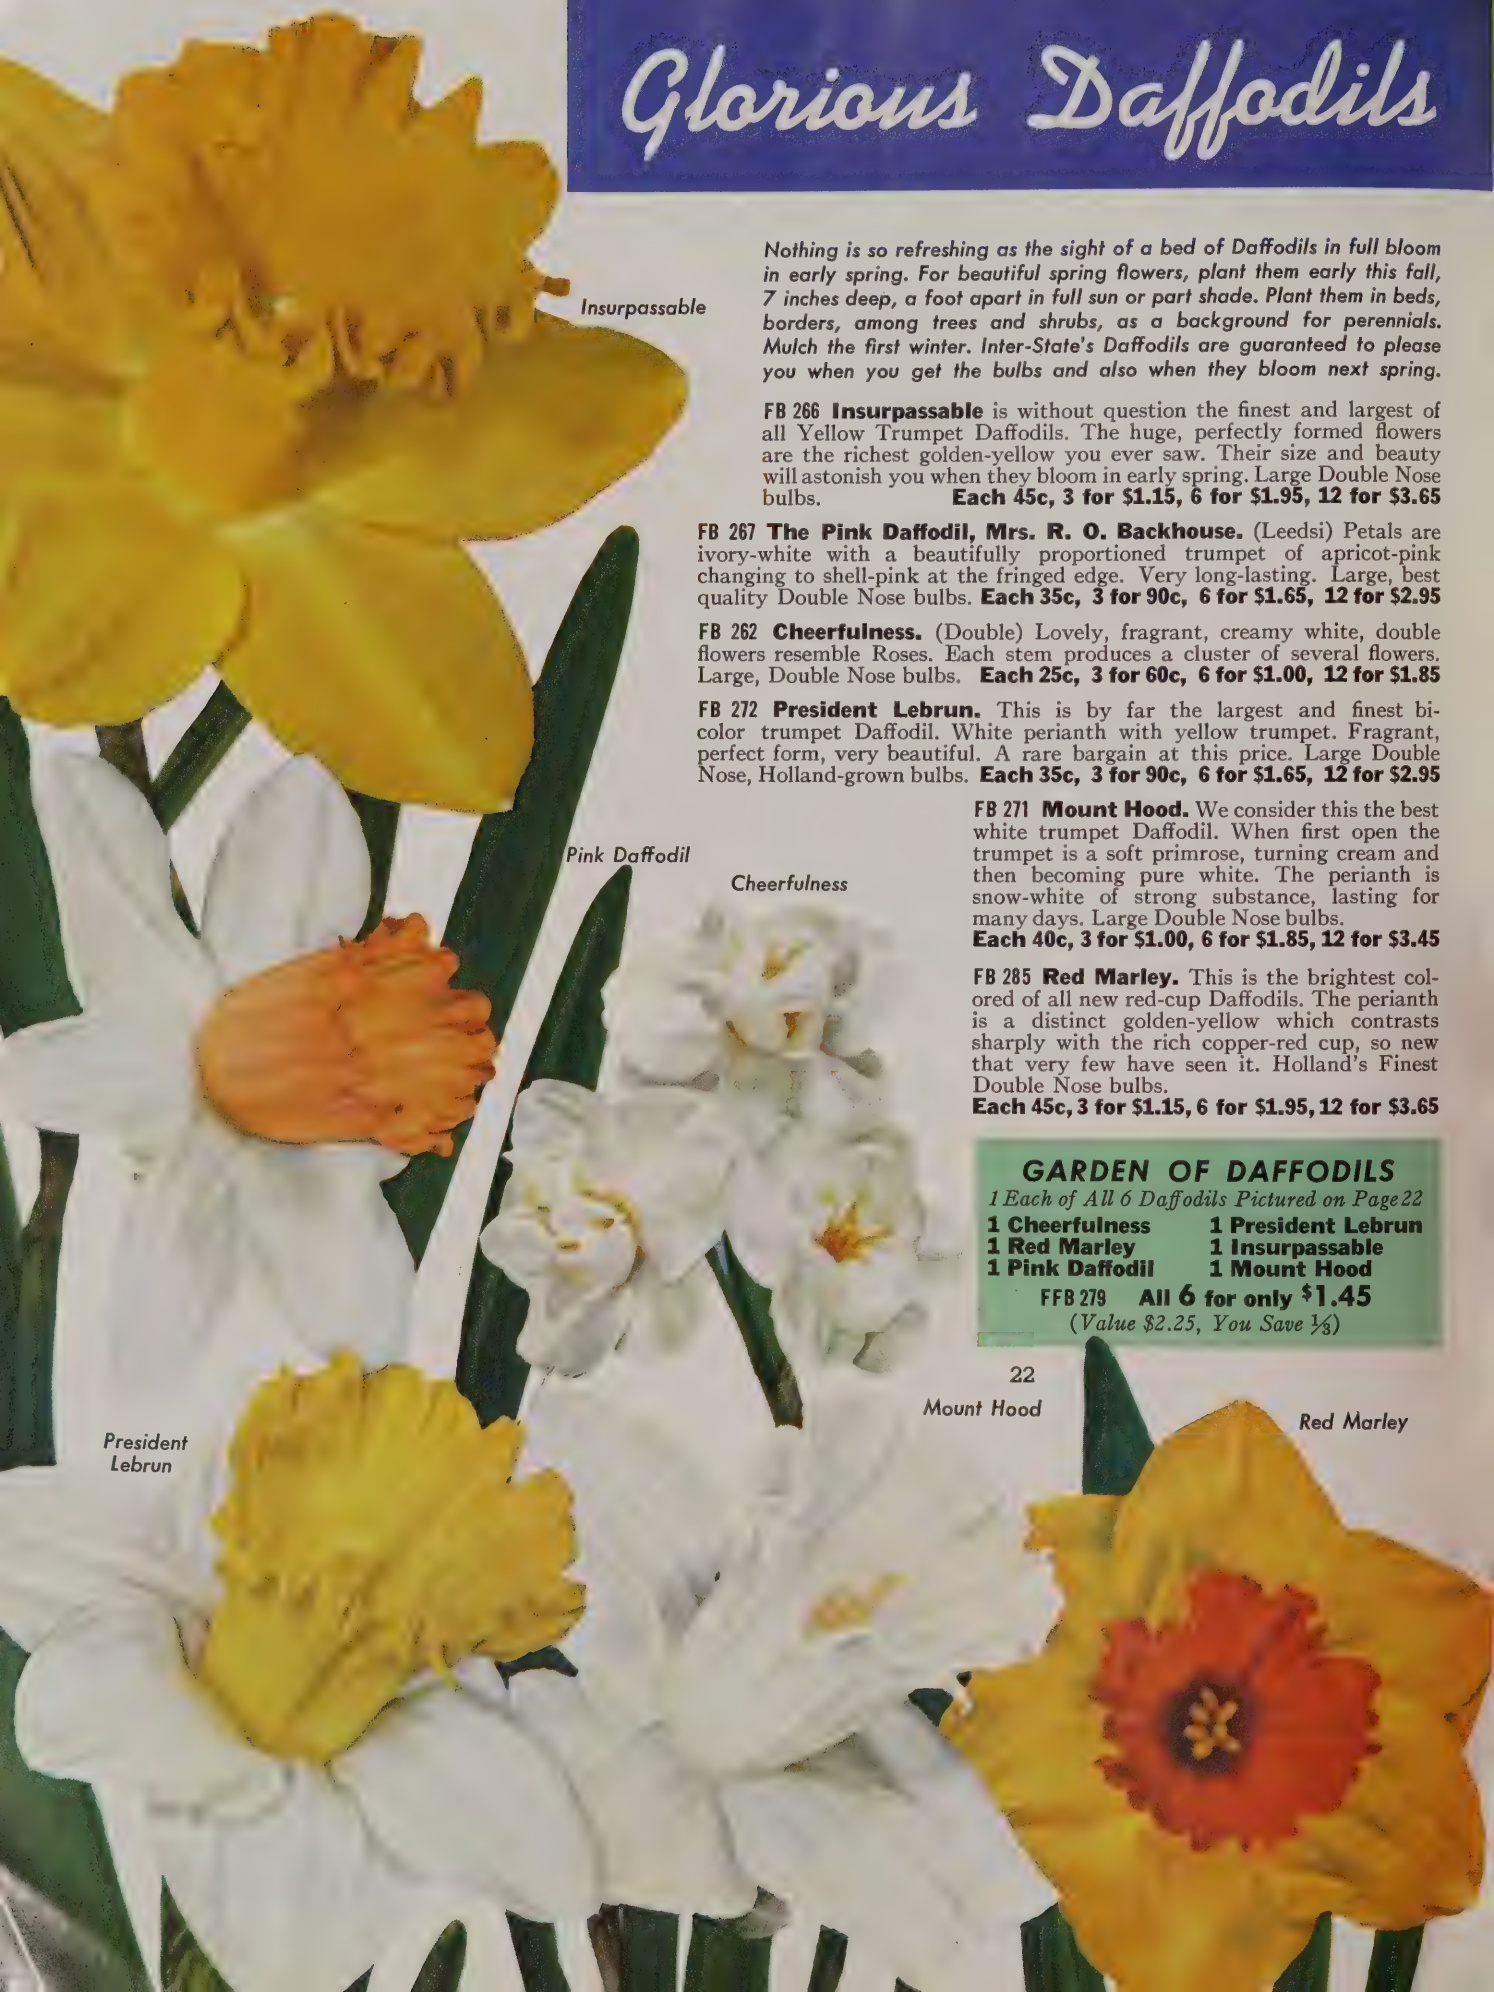 Glorious Daffodils
Nothing is so refreshing as the sight of a bed of Daffodils in full bloom
in early spring. For beautiful spring flowers, plant them early this fall,
7 inches deep, a foot apart in full sun or part shade. Plant them in beds,
borders, among trees and shrubs, as a background for perennials.
Mulch the first winter. Inter-State's Daffodils are guaranteed to please
you when you get the bulbs and also when they bloom next spring.
Insurpassable
FB 266 Insurpassable is without question the finest and largest of
all Yellow Trumpet Daffodils. The huge, perfectly formed flowers
are the richest golden-yellow you ever saw. Their size and beauty
will astonish you when they bloom in early spring. Large Double Nose
bulbs. Each 45c, 3 for $1.15, 6 for $1.95, 12 for $3.65
FB 267 The Pink Daffodil, Mrs. R. O. Backhouse. (Leedsi) Petals are
ivory-white with a beautifully proportioned trumpet of apricot-pink
changing to shell-pink at the fringed edge. Very long-lasting. Large, best
quality Double Nose bulbs. Each 35c, 3 for 90c, 6 for $1.65, 12 for $2.95
FB 262 Cheerfulness. (Double) Lovely, fragrant, creamy white, double
flowers resemble Roses. Each stem produces a cluster of several flowers.
Large, Double Nose bulbs. Each 25c, 3 for 60c, 6 for $1.00, 12 for $1.85
FB 272 President Lebrun. This is by far the largest and finest bi-
color trumpet Daffodil. White perianth with yellow trumpet. Fragrant,
perfect form, very beautiful. A rare bargain at this price. Large Double
Nose, Holland-grown bulbs. Each 35c, 3 for 90c, 6 for $1.65, 12 for $2.95
Pink Daffodil
Cheerfulness
FB 271 Mount Hood. We consider this the best
white trumpet Daffodil. When first open the
trumpet is a soft primrose, turning cream and
then becoming pure white. The perianth is
snow-white of strong substance, lasting for
many days. Large Double Nose bulbs.
Each 40c, 3 for $1.00, 6 for $1.85, 12 for $3.45
FB 285 Red Marley. This is the brightest col-
ored of all new red-cup Daffodils. The perianth
is a distinct golden-yellow which contrasts
sharply with the rich copper-red cup, so new
that very few have seen it. Holland's Finest
Double Nose bulbs.
Each 45c, 3 for $1.15, 6 for $1.95, 12 for $3.65
GARDEN OF DAFFODILS
1 Each of All 6 Daffodils Pictured on Page 22
1 Cheerfulness 1 President Lebrun
1 Red Marley 1 Insurpassable
1 Pink Daffodil 1 Mount Hood
FFB 279 All 6 for only $1.45
(Value $2.25, You Save ⅓)
22
Mount Hood
Red Marley
President
Lebrun